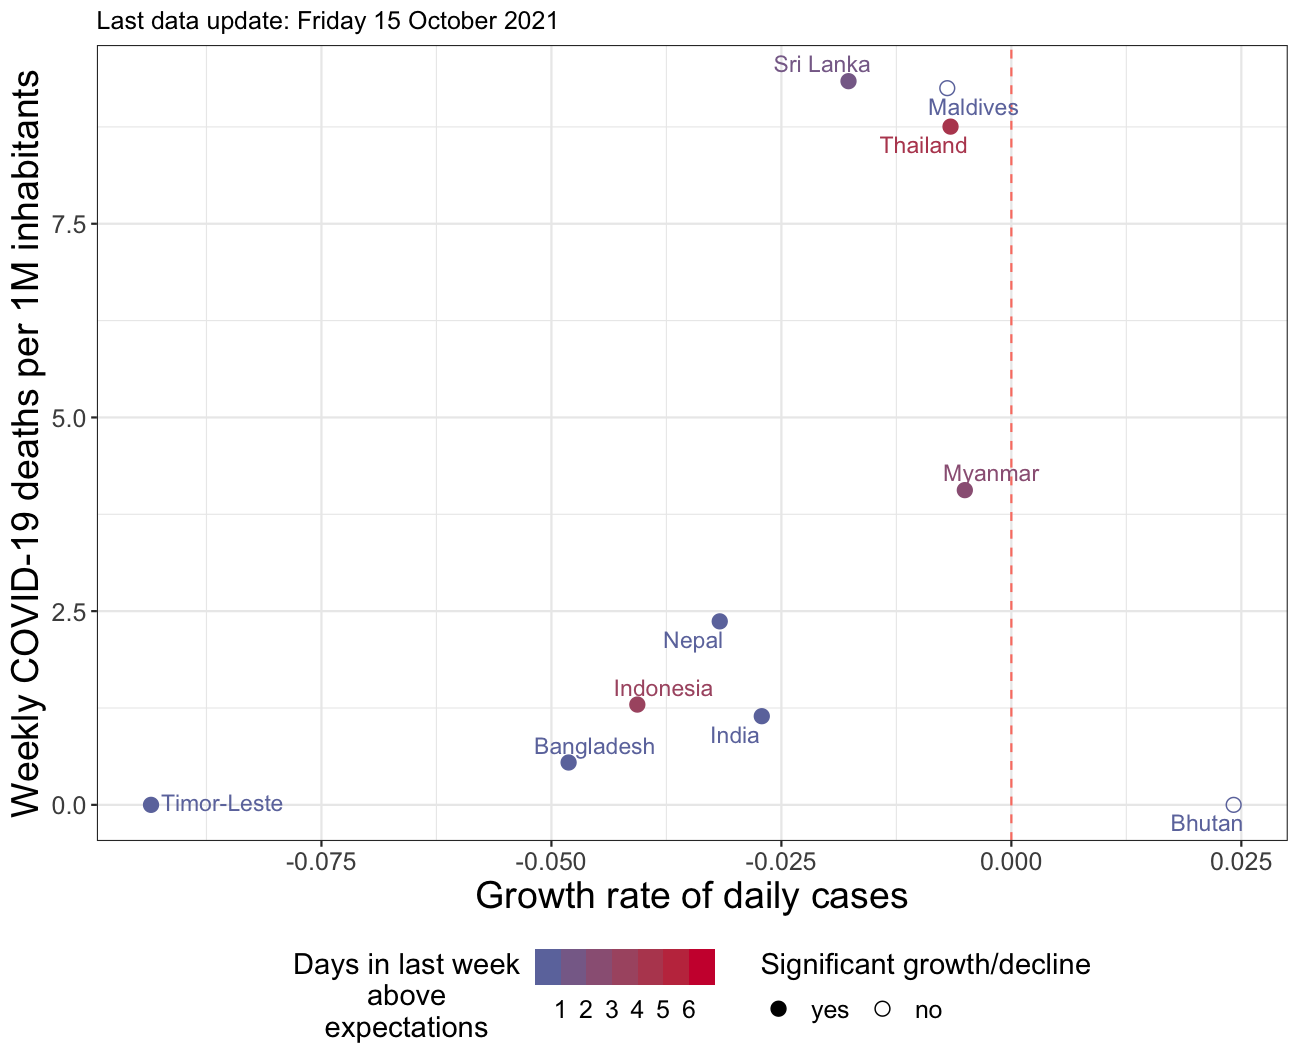 Last data update: Friday 15 October 2021
Weekly COVID-19 deaths per 1M inhabitants
Sri Lanka
Maldives
Thailand
7.5
5.0
Myanmar
2.5
Nepal
Indonesia
India
Bangladesh
0.0
Timor-Leste
Bhutan
-0.075 -0.050 -0.025 0.000 0.025
Growth rate of daily cases
Days in last week
above
expectations
1 2 3 4 5 6
Significant growth/decline
yes no